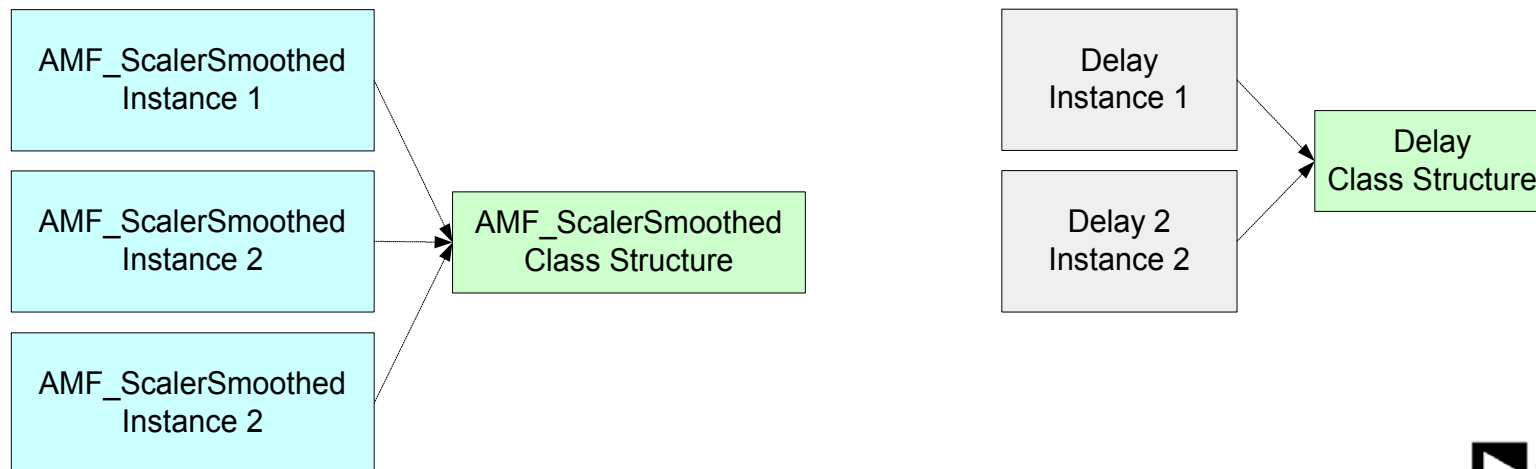 AMF_ScalerSmoothed
Instance 1
AMF_ScalerSmoothed
Instance 2
AMF_ScalerSmoothed
Instance 2
AMF_ScalerSmoothed
Class Structure
Delay
Instance 1
Delay 2
Instance 2
Delay
Class Structure